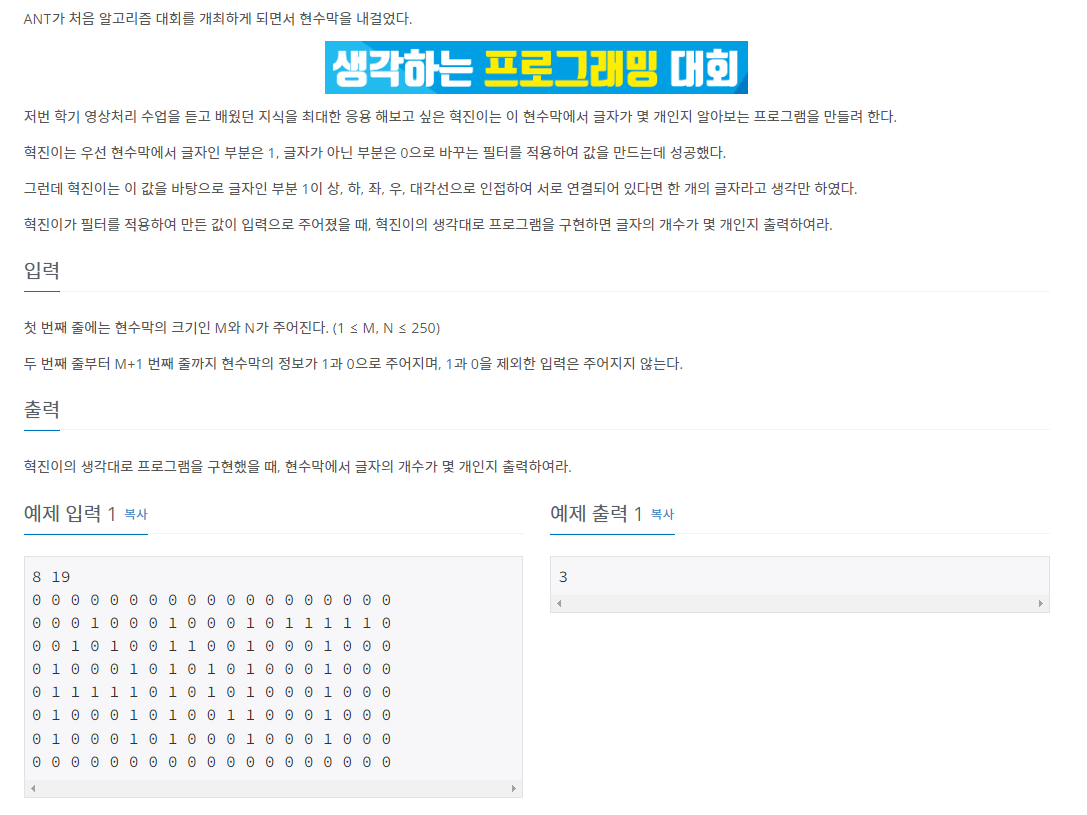 ANT가 처음 알고리즘 대회를 개최하게 되면서 현수막을 내걸었다.
생각하는 프로그래밍 대회
저번 학기 영상처리 수업을 듣고 배웠던 지식을 최대한 응용 해보고 싶은 혁진이는 이 현수막에서 글자가 몇 개인지 알아보는 프로그램을 만들려 한다.
혁진이는 우선 현수막에서 글자인 부분은 1, 글자가 아닌 부분은 0으로 바꾸는 필터를 적용하여 값을 만드는데 성공했다.
그런데 혁진이는 이 값을 바탕으로 글자인 부분 1이 상, 하, 좌, 우, 대각선으로 인접하여 서로 연결되어 있다면 한 개의 글자라고 생각만 하였다.
혁진이가 필터를 적용하여 만든 값이 입력으로 주어졌을 때, 혁진이의 생각대로 프로그램을 구현하면 글자의 개수가 몇 개인지 출력하여라.
입력
첫 번째 줄에는 현수막의 크기인 M와 N가 주어진다. (1 ≤ M, N ≤ 250)
두 번째 줄부터 M+1 번째 줄까지 현수막의 정보가 1과 0으로 주어지며, 1과 0을 제외한 입력은 주어지지 않는다.
출력
혁진이의 생각대로 프로그램을 구현했을 때, 현수막에서 글자의 개수가 몇 개인지 출력하여라.
예제 입력 1 복사
8 19
0 0 0 0 0 0 0 0 0 0 0 0 0 0 0 0 0 0 0
0 0 0 1 0 0 0 1 0 0 0 1 0 1 1 1 1 1 0
0 0 1 0 1 0 0 1 1 0 0 1 0 0 0 1 0 0 0
0 1 0 0 0 1 0 1 0 1 0 1 0 0 0 1 0 0 0
0 1 1 1 1 1 0 1 0 1 0 1 0 0 0 1 0 0 0
0 1 0 0 0 1 0 1 0 0 1 1 0 0 0 1 0 0 0
0 1 0 0 0 1 0 1 0 0 0 1 0 0 0 1 0 0 0
0 0 0 0 0 0 0 0 0 0 0 0 0 0 0 0 0 0 0
예제 출력 1 복사
3